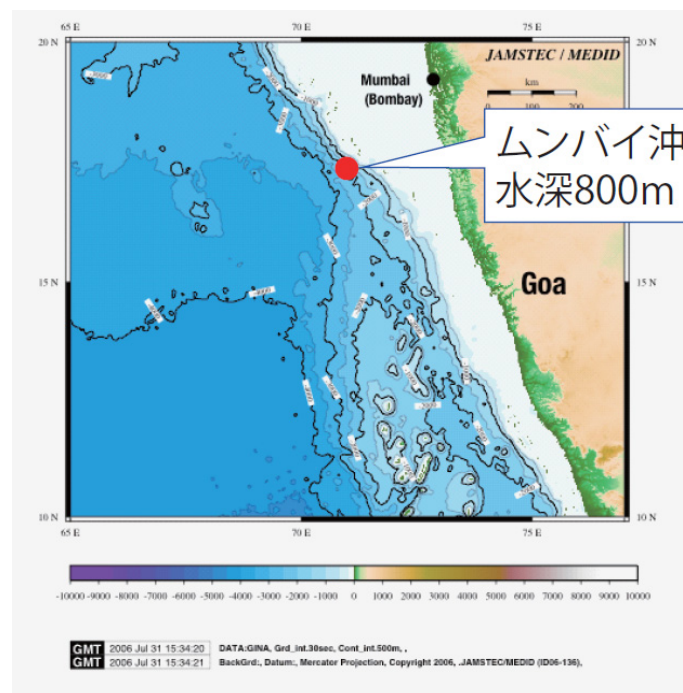 65 E
70 E
75 E
20 N
20 N
JAMSTEC / MEDID
Mumbai
(Bombay)
km
ムンバイ沖
水深800m
15 N
15 N
Goa
10 N
10 N
65 E
70 E
75 E
-10000 -9000 -8000 -7000 -6000 -5000 -4000 -3000 -2000 -1000 0 1000 2000 3000 4000 5000 6000 7000 8000 9000 10000
GMT 2006 Jul 31 15:34:20 DATA:GINA, Grd_int.30sec, Cont_int.500m, ,
GMT 2006 Jul 31 15:34:21 BackGrd:, Datum:, Mercator Projection, Copyright 2006, .JAMSTEC/MEDID (ID06-136),